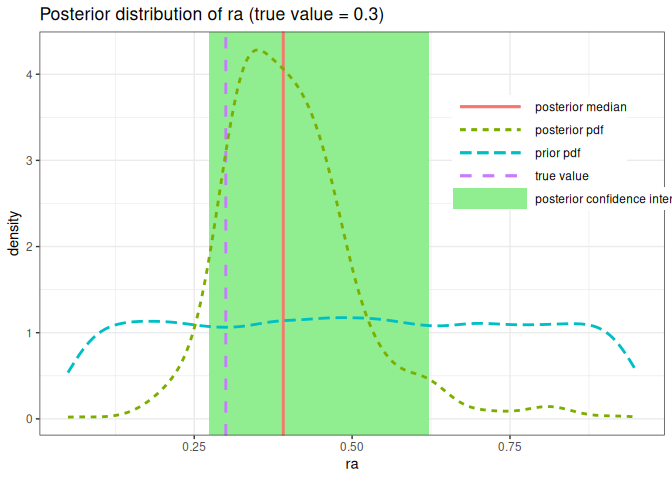 Posterior distribution of ra (true value = 0.3)
4
3
2
1
0
density
0.25
0.50
0.75
ra
posterior median
posterior pdf
prior pdf
true value
posterior confidence inter